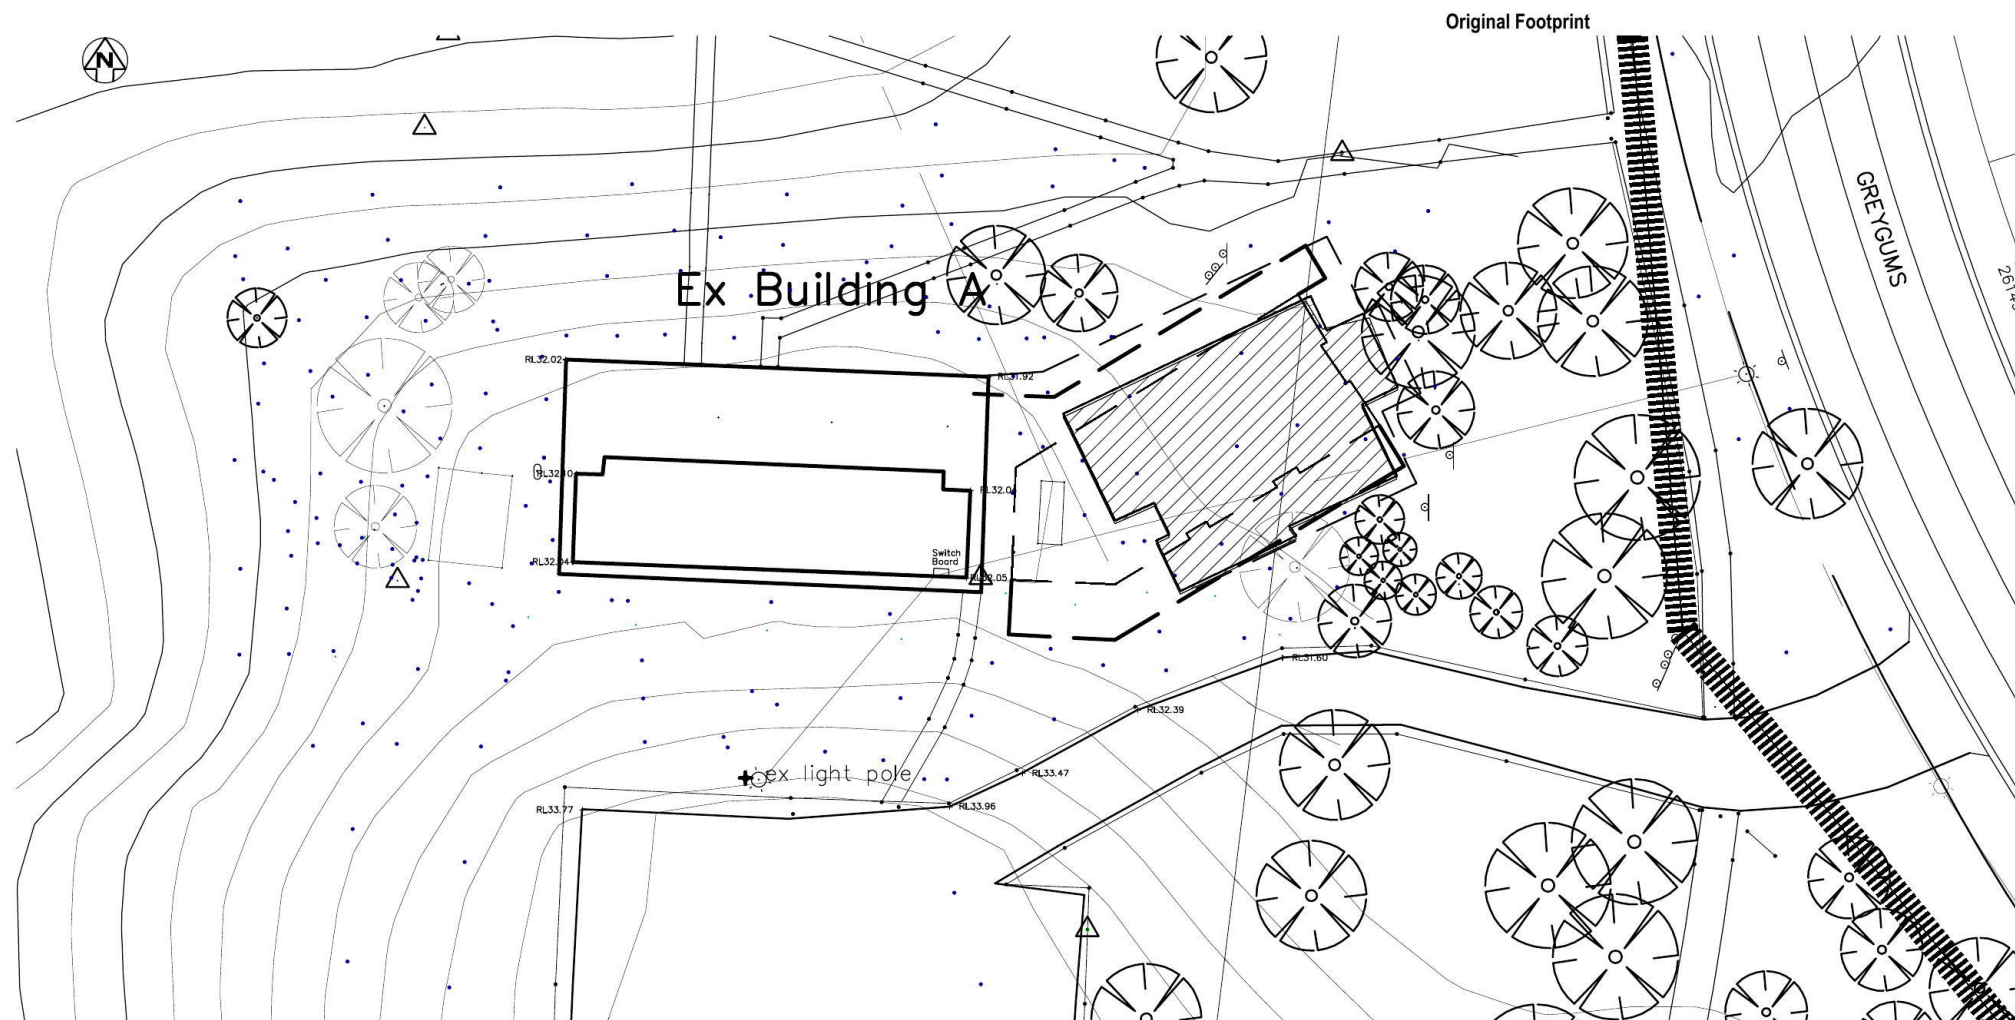 Original Footprint
N
GREYGUMS
Ex Building A
RL32.02
RL31.92
RL32.10
RL32.04
Switch
Board
RL32.05
RL31.60
RL32.39
ex light pole
RL33.47
RL33.77
RL33.96